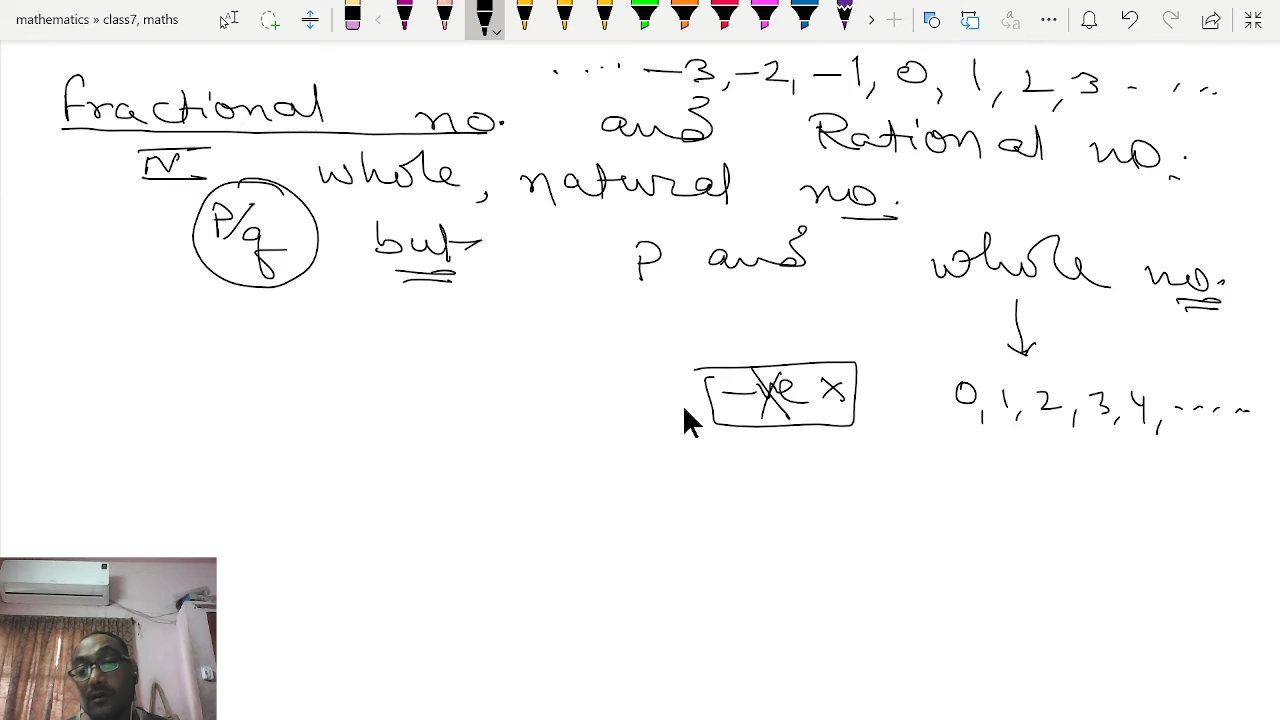 mathematics » class7, maths
..... -3, -2, -1, 0, 1, 2, 3 - ....
Fractional no. and Rational no.
N whole, natural no.
P/q but p and whole no.
-ve x
0, 1, 2, 3, 4, .....